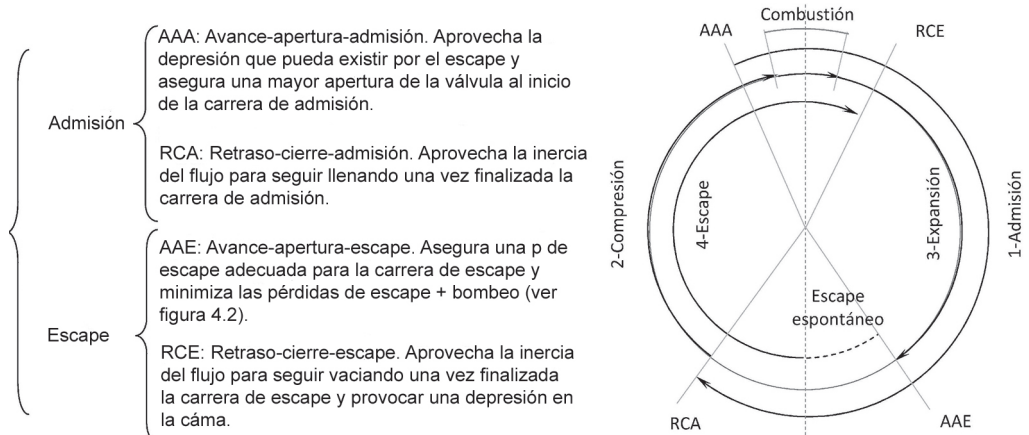 AAA: Avance-apertura-admisión. Aprovecha la
depresión que pueda existir por el escape y
asegura una mayor apertura de la válvula al inicio
de la carrera de admisión.
Admisión
RCA: Retraso-cierre-admisión. Aprovecha la inercia
del flujo para seguir llenando una vez finalizada la
carrera de admisión.
AAE: Avance-apertura-escape. Asegura una p de
escape adecuada para la carrera de escape y
minimiza las pérdidas de escape + bombeo (ver
figura 4.2).
Escape
RCE: Retraso-cierre-escape. Aprovecha la inercia
del flujo para seguir vaciando una vez finalizada
la carrera de escape y provocar una depresión en
la cáma.
Combustión
AAA
RCE
2-Compresión
4-Escape
3-Expansión
1-Admisión
Escape
espontáneo
RCA
AAE